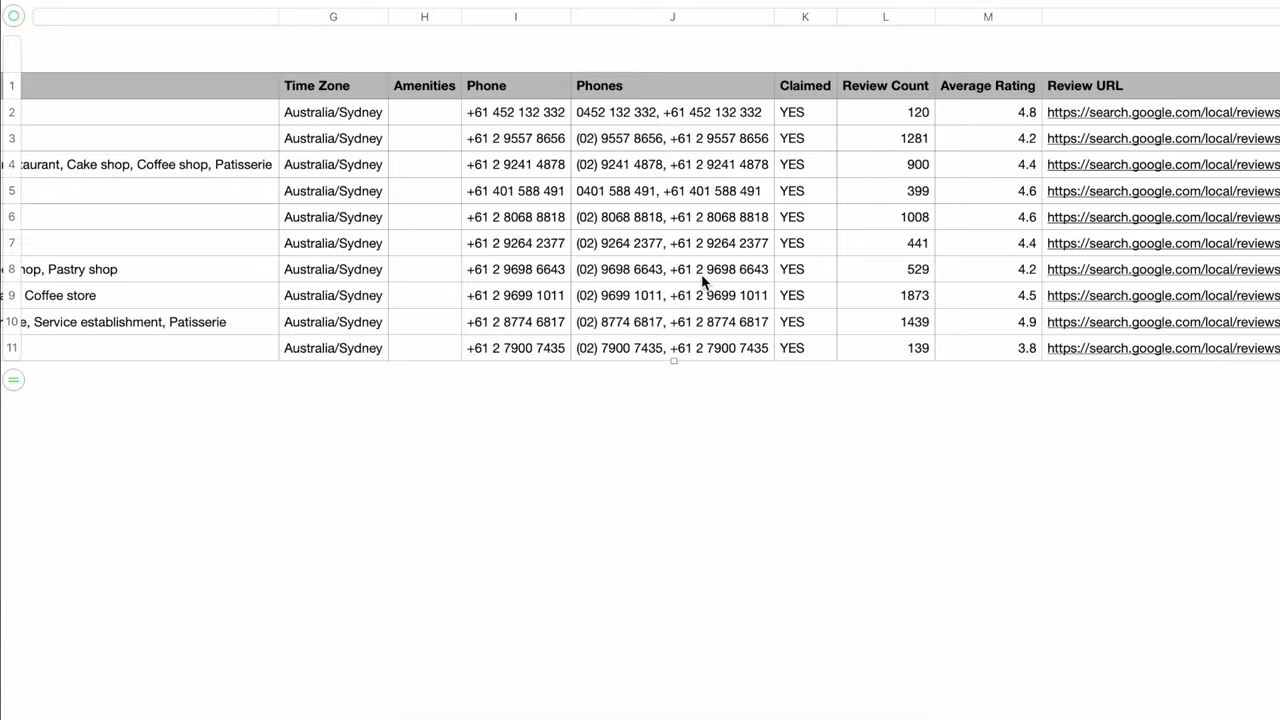 G H I J K L M
1 Time Zone Amenities Phone Phones Claimed Review Count Average Rating Review URL
2 Australia/Sydney +61 452 132 332 0452 132 332, +61 452 132 332 YES 120 4.8 https://search.google.com/local/reviews
3 Australia/Sydney +61 2 9557 8656 (02) 9557 8656, +61 2 9557 8656 YES 1281 4.2 https://search.google.com/local/reviews
4 taurant, Cake shop, Coffee shop, Patisserie Australia/Sydney +61 2 9241 4878 (02) 9241 4878, +61 2 9241 4878 YES 900 4.4 https://search.google.com/local/reviews
5 Australia/Sydney +61 401 588 491 0401 588 491, +61 401 588 491 YES 399 4.6 https://search.google.com/local/reviews
6 Australia/Sydney +61 2 8068 8818 (02) 8068 8818, +61 2 8068 8818 YES 1008 4.6 https://search.google.com/local/reviews
7 Australia/Sydney +61 2 9264 2377 (02) 9264 2377, +61 2 9264 2377 YES 441 4.4 https://search.google.com/local/reviews
8 hop, Pastry shop Australia/Sydney +61 2 9698 6643 (02) 9698 6643, +61 2 9698 6643 YES 529 4.2 https://search.google.com/local/reviews
9 Coffee store Australia/Sydney +61 2 9699 1011 (02) 9699 1011, +61 2 9699 1011 YES 1873 4.5 https://search.google.com/local/reviews
10 e, Service establishment, Patisserie Australia/Sydney +61 2 8774 6817 (02) 8774 6817, +61 2 8774 6817 YES 1439 4.9 https://search.google.com/local/reviews
11 Australia/Sydney +61 2 7900 7435 (02) 7900 7435, +61 2 7900 7435 YES 139 3.8 https://search.google.com/local/reviews